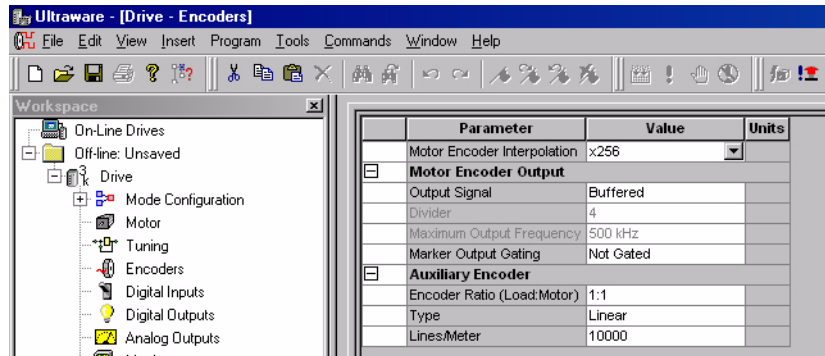 Ultraware - [Drive - Encoders]
File Edit View Insert Program Tools Commands Window Help
Workspace
On-Line Drives
Off-line: Unsaved
Drive
Mode Configuration
Motor
Tuning
Encoders
Digital Inputs
Digital Outputs
Analog Outputs
Parameter Value Units
Motor Encoder Interpolation x256
Motor Encoder Output
Output Signal Buffered
Divider 4
Maximum Output Frequency 500 kHz
Marker Output Gating Not Gated
Auxiliary Encoder
Encoder Ratio (Load:Motor) 1:1
Type Linear
Lines/Meter 10000